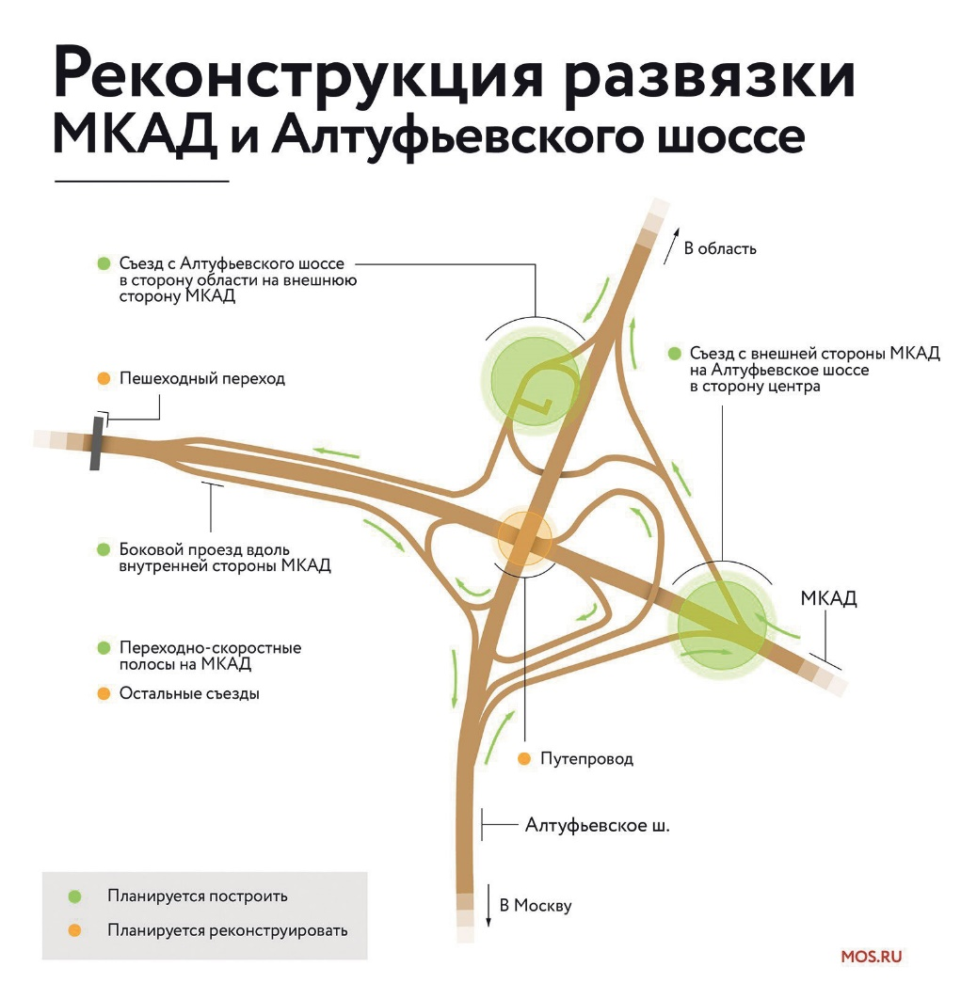 Реконструкция развязки
МКАД и Алтуфьевского шоссе
В область
Съезд с Алтуфьевского шоссе
в сторону области на внешнюю
сторону МКАД
Съезд с внешней стороны МКАД
на Алтуфьевское шоссе
в сторону центра
Пешеходный переход
Боковой проезд вдоль
внутренней стороны МКАД
МКАД
Переходно-скоростные
полосы на МКАД
Остальные съезды
Путепровод
Алтуфьевское ш.
В Москву
Планируется построить
Планируется реконструировать
MOS.RU